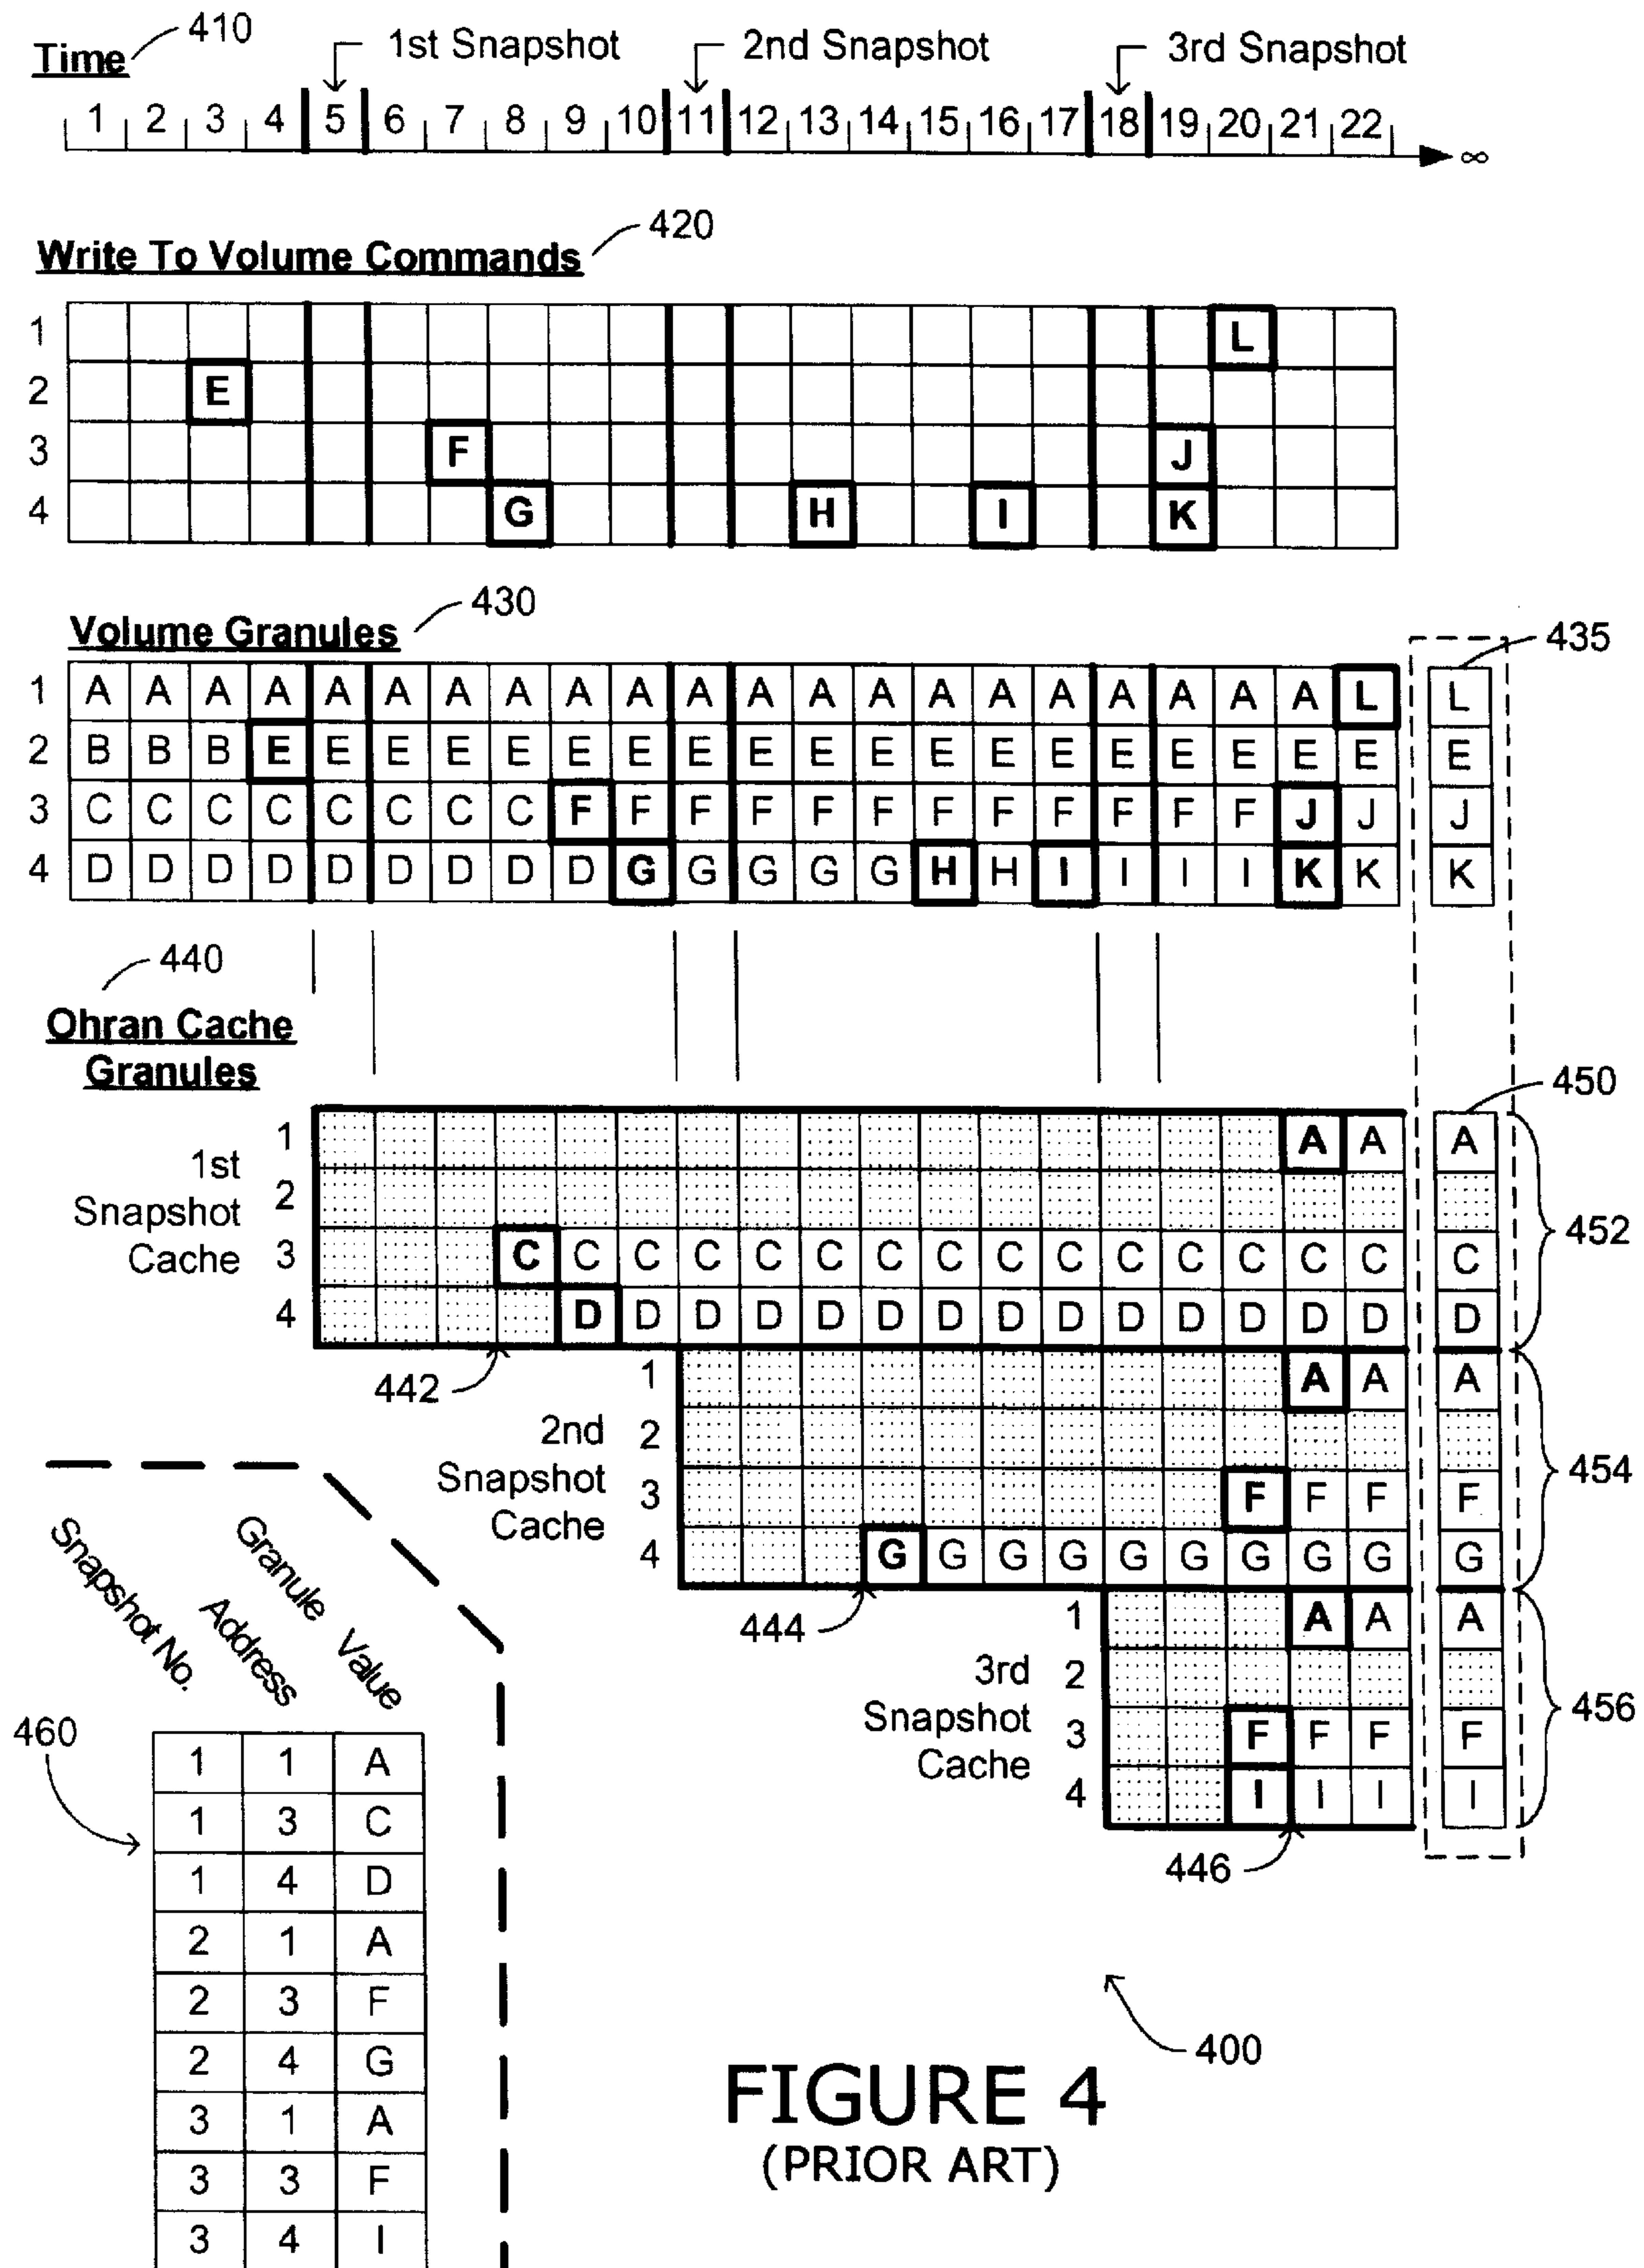 Time 410 1st Snapshot 2nd Snapshot 3rd Snapshot
1 2 3 4 5 6 7 8 9 10 11 12 13 14 15 16 17 18 19 20 21 22 ∞
Write To Volume Commands 420
1 L
2 E
3 F J
4 G H I K
Volume Granules 430
435
1 A A A A A A A A A A A A A A A A A A A A A L L
2 B B B E E E E E E E E E E E E E E E E E E E E
3 C C C C C C C C F F F F F F F F F F F F J J J
4 D D D D D D D D D G G G G G H H I I I I K K K
440
Ohran Cache
Granules
450
1st
Snapshot
Cache
1 A A A
2
3 C C C C C C C C C C C C C C C C
4 D D D D D D D D D D D D D D D
452
442
2nd
Snapshot
Cache
1 A A A
2
3 F F F F
4 G G G G G G G G G G
454
444
3rd
Snapshot
Cache
1 A A A
2
3 F F F F
4 I I I I
456
446
Snapshot No.
Granule
Address
Value
460
1 1 A
1 3 C
1 4 D
2 1 A
2 3 F
2 4 G
3 1 A
3 3 F
3 4 I
400
FIGURE 4
(PRIOR ART)